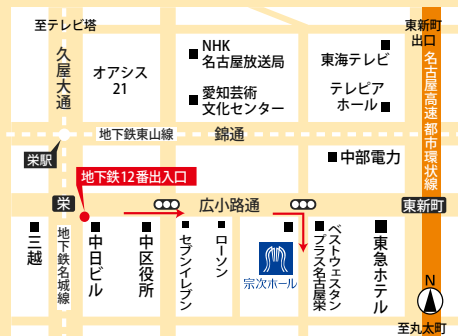 至テレビ塔
久屋大通
オアシス
21
NHK
名古屋放送局
愛知芸術
文化センター
東海テレビ
テレピア
ホール
東新町
出口
名古屋高速都市環状線
地下鉄東山線
錦通
栄駅
中部電力
地下鉄12番出入口
栄
広小路通
東新町
三越
地下鉄名城線
中日ビル
中区役所
セブンイレブン
ローソン
宗次ホール
ベストウェスタン
プラス名古屋栄
東急ホテル
N
至丸太町